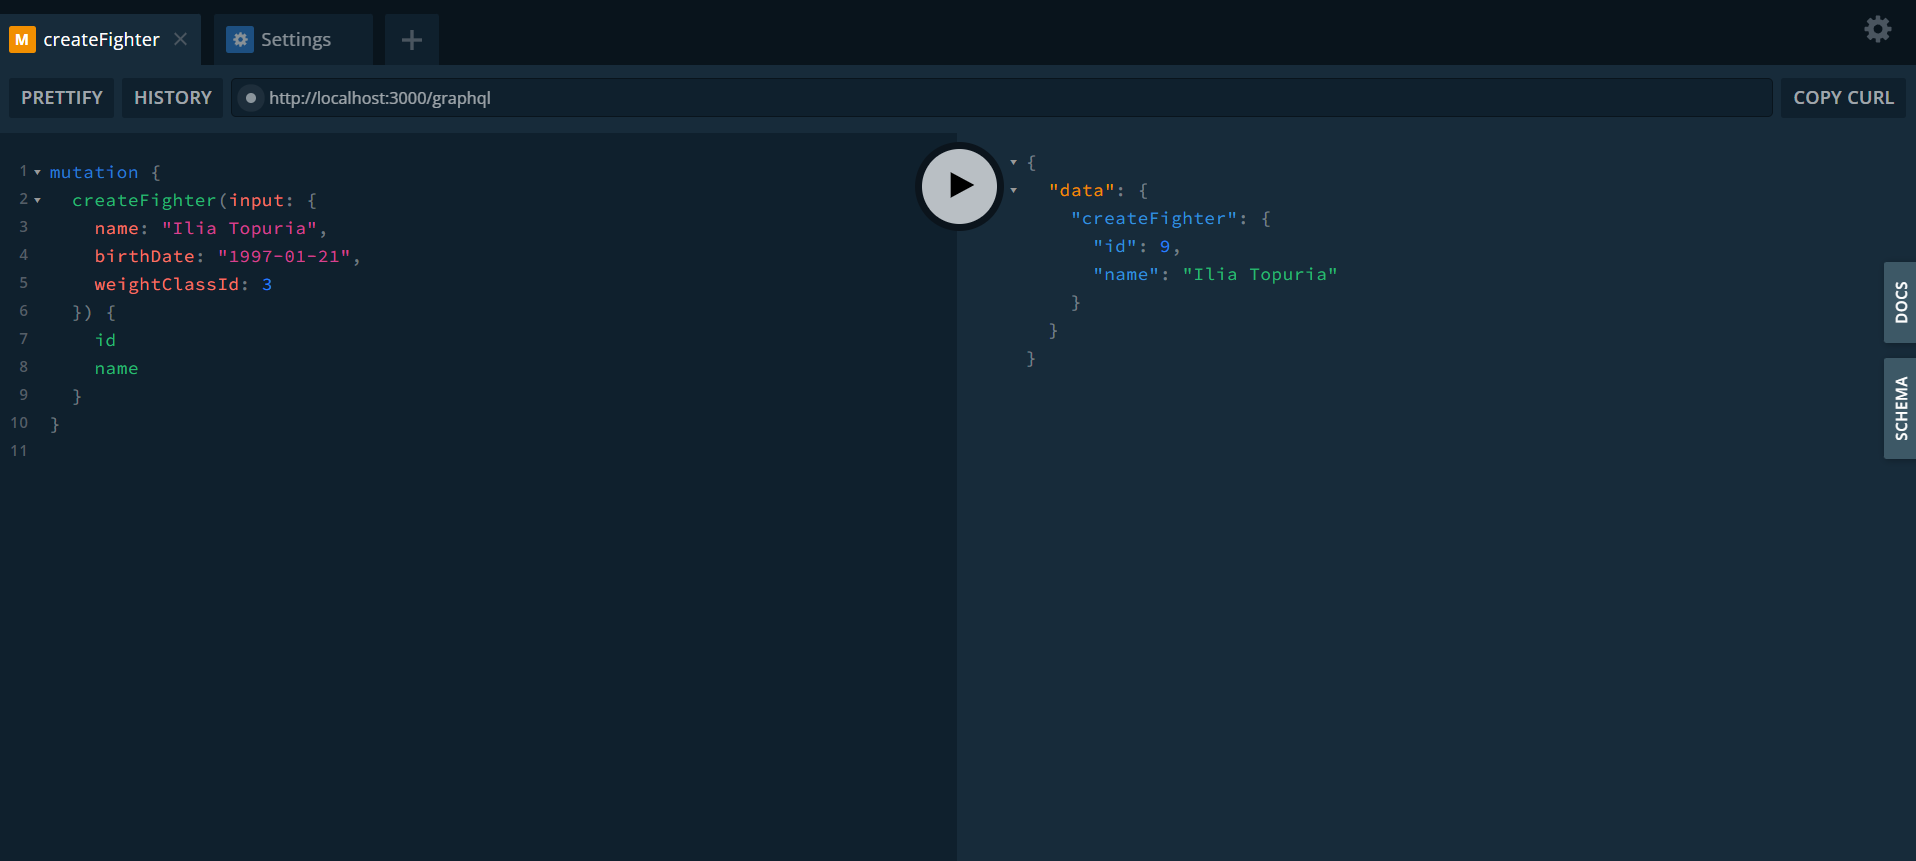 M createFighter × Settings +
PRETTIFY HISTORY http://localhost:3000/graphql COPY CURL
1 mutation {
2 createFighter(input: {
3 name: "Ilia Topuria",
4 birthDate: "1997-01-21",
5 weightClassId: 3
6 }) {
7 id
8 name
9 }
10 }
11
{
"data": {
"createFighter": {
"id": 9,
"name": "Ilia Topuria"
}
}
}
DOCS
SCHEMA